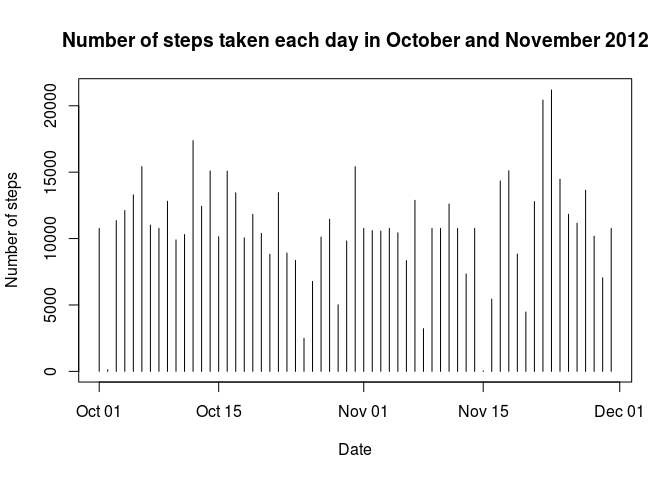 Number of steps taken each day in October and November 2012
20000
15000
10000
5000
0
Number of steps
Oct 01 Oct 15 Nov 01 Nov 15 Dec 01
Date